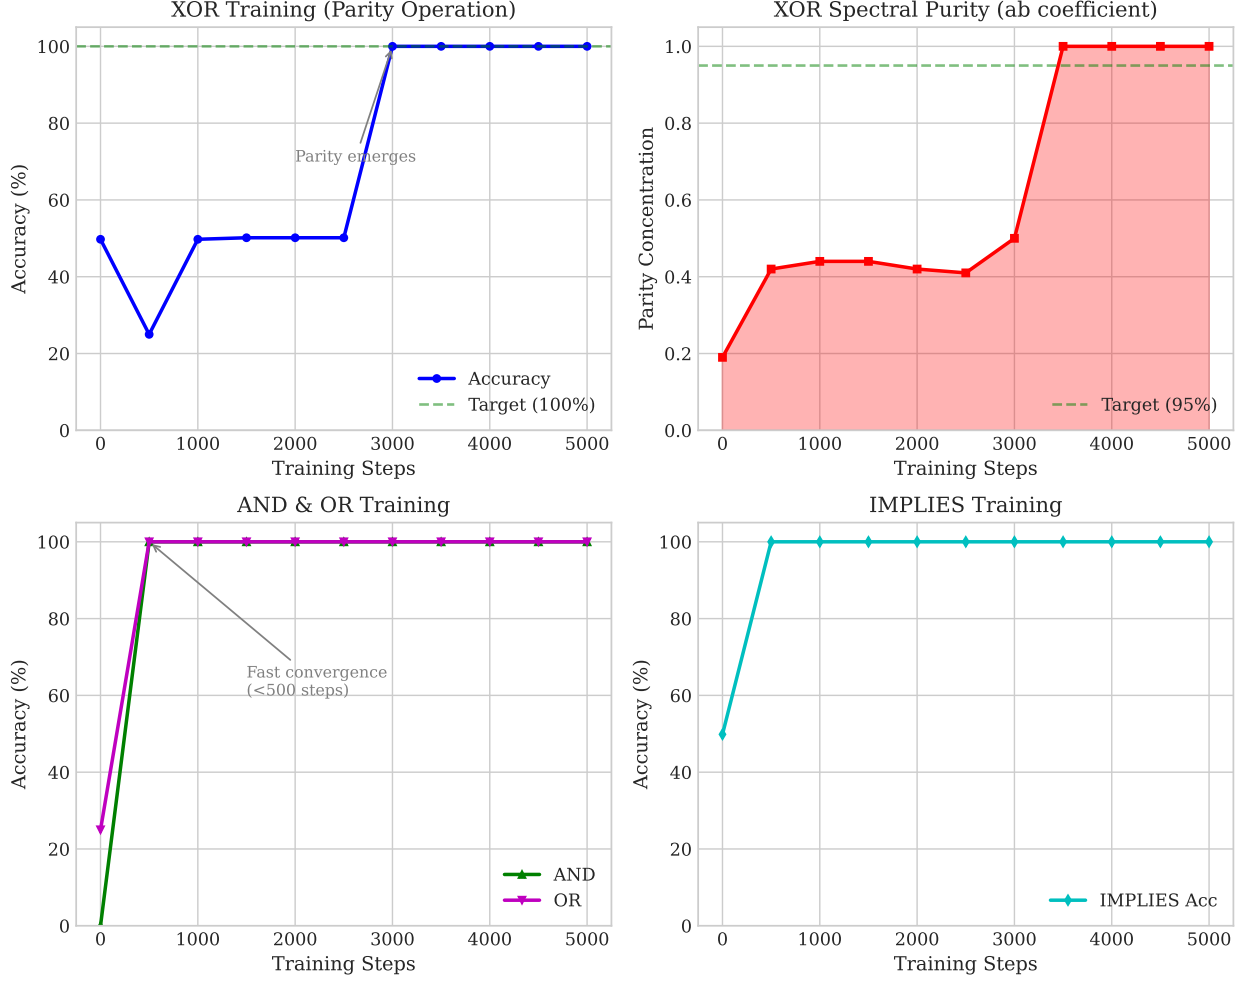 XOR Training (Parity Operation)
Accuracy (%)
100
80
60
40
20
0
Parity emerges
Accuracy
Target (100%)
0 1000 2000 3000 4000 5000
Training Steps
XOR Spectral Purity (ab coefficient)
Parity Concentration
1.0
0.8
0.6
0.4
0.2
0.0
Target (95%)
0 1000 2000 3000 4000 5000
Training Steps
AND & OR Training
Accuracy (%)
100
80
60
40
20
0
Fast convergence
(<500 steps)
AND
OR
0 1000 2000 3000 4000 5000
Training Steps
IMPLIES Training
Accuracy (%)
100
80
60
40
20
0
IMPLIES Acc
0 1000 2000 3000 4000 5000
Training Steps